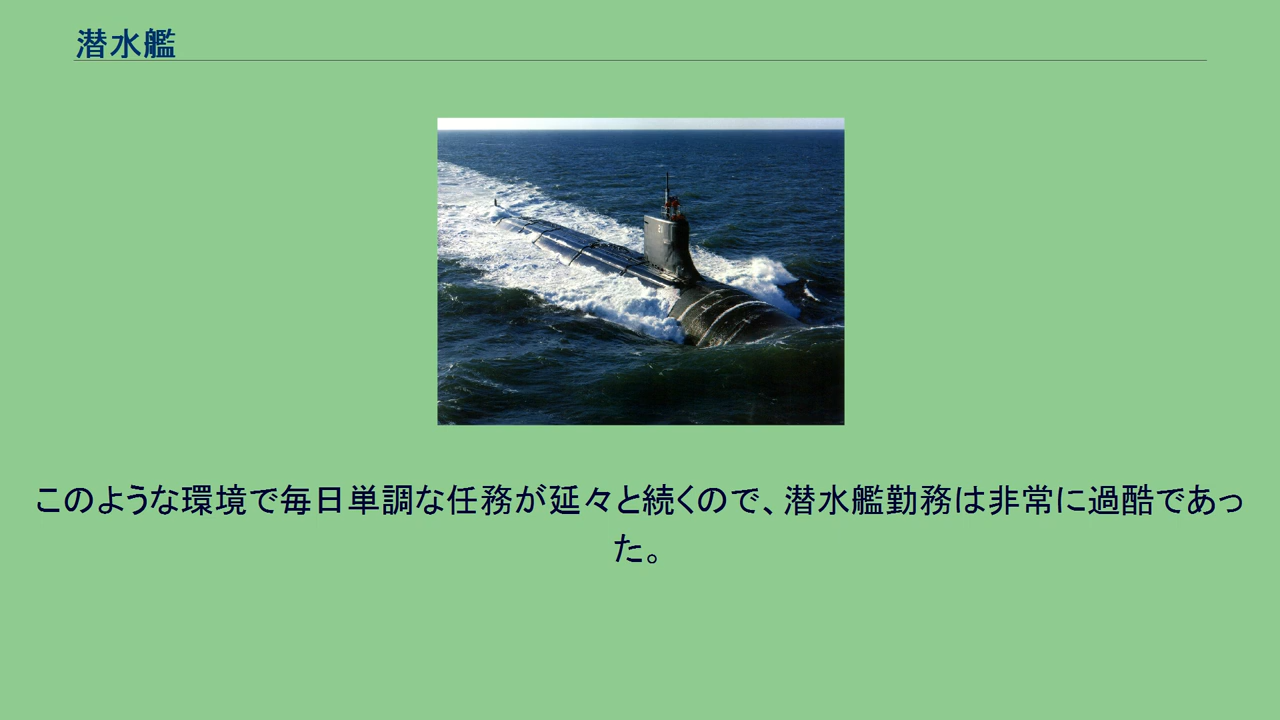 潜水艦
このような環境で毎日単調な任務が延々と続くので、潜水艦勤務は非常に過酷であっ
た。